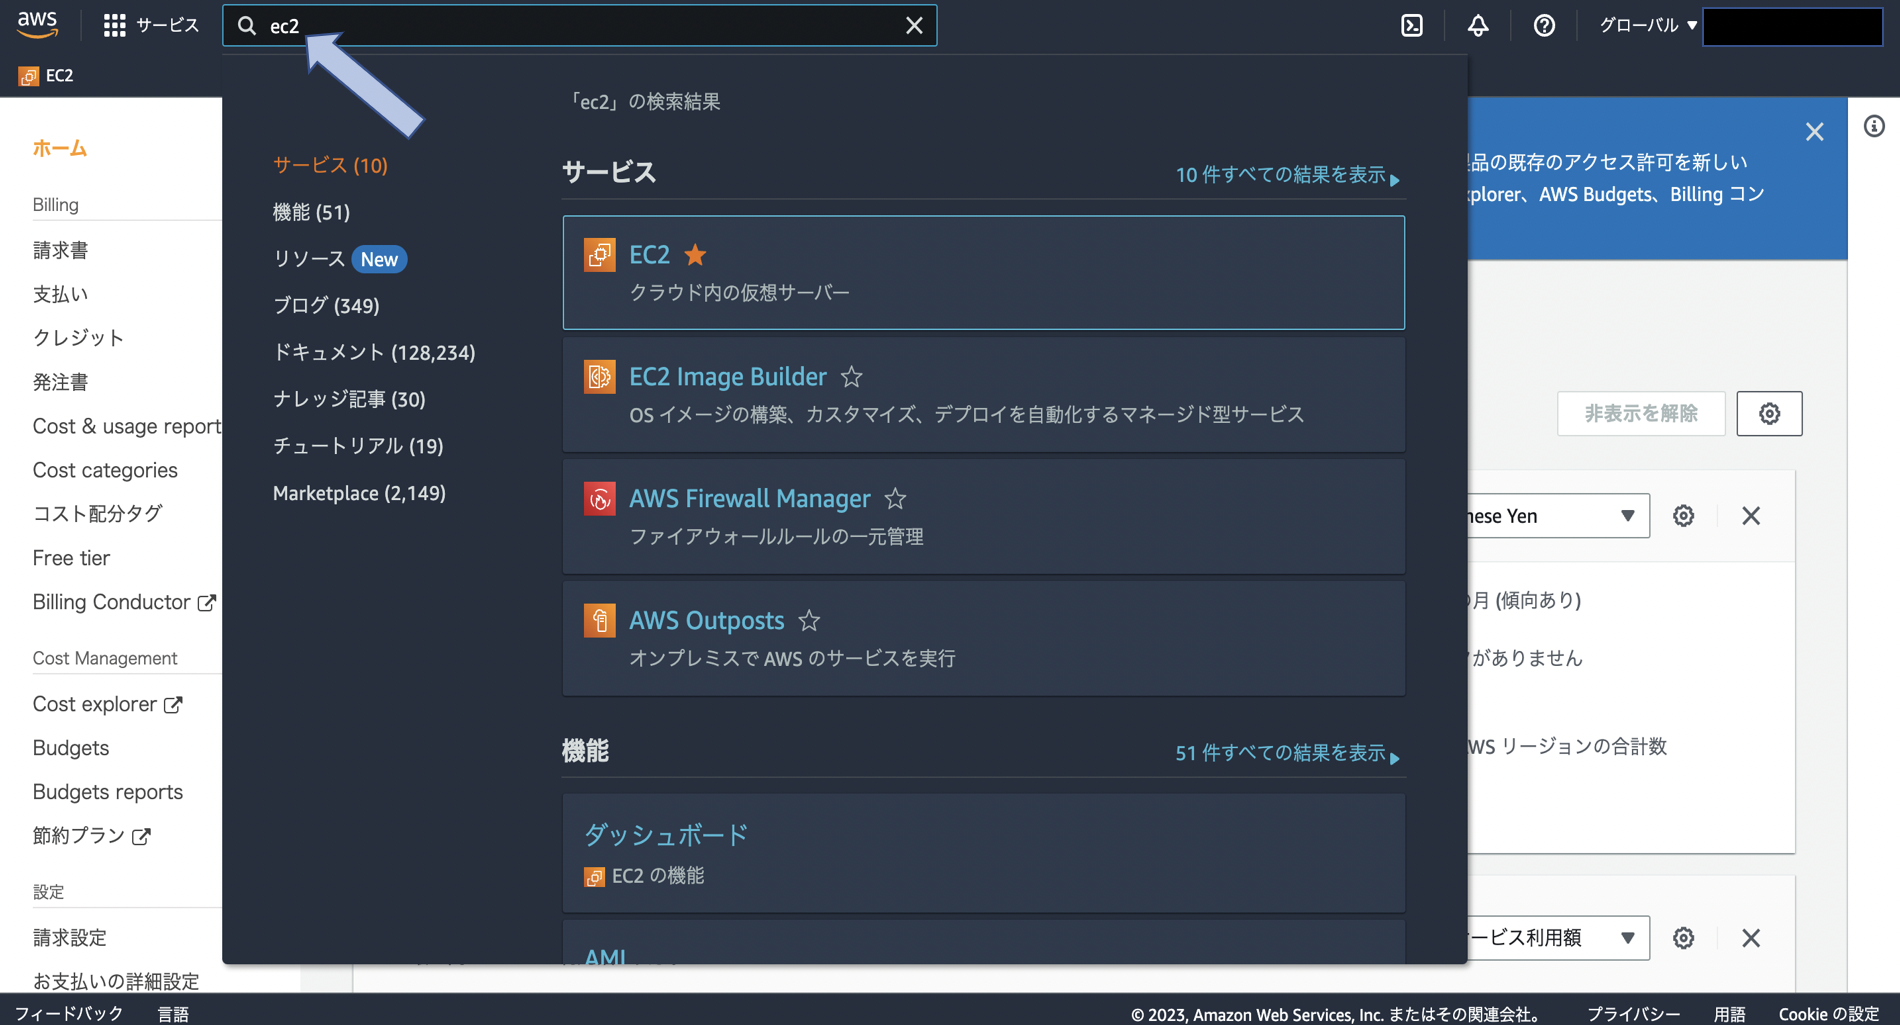 aws
サービス
ec2
グローバル ▼
EC2
ホーム
Billing
請求書
支払い
クレジット
発注書
Cost & usage report
Cost categories
コスト配分タグ
Free tier
Billing Conductor
Cost Management
Cost explorer
Budgets
Budgets reports
節約プラン
設定
請求設定
お支払いの詳細設定
サービス (10)
機能 (51)
リソース New
ブログ (349)
ドキュメント (128,234)
ナレッジ記事 (30)
チュートリアル (19)
Marketplace (2,149)
「ec2」の検索結果
サービス
10 件すべての結果を表示
EC2
クラウド内の仮想サーバー
EC2 Image Builder
OS イメージの構築、カスタマイズ、デプロイを自動化するマネージド型サービス
AWS Firewall Manager
ファイアウォールルールの一元管理
AWS Outposts
オンプレミスで AWS のサービスを実行
機能
51 件すべての結果を表示
ダッシュボード
EC2 の機能
AMI
品の既存のアクセス許可を新しい
plorer、AWS Budgets、Billing コン
非表示を解除
nese Yen
月 (傾向あり)
がありません
WS リージョンの合計数
ービス利用額
フィードバック
言語
© 2023, Amazon Web Services, Inc. またはその関連会社。
プライバシー
用語
Cookie の設定